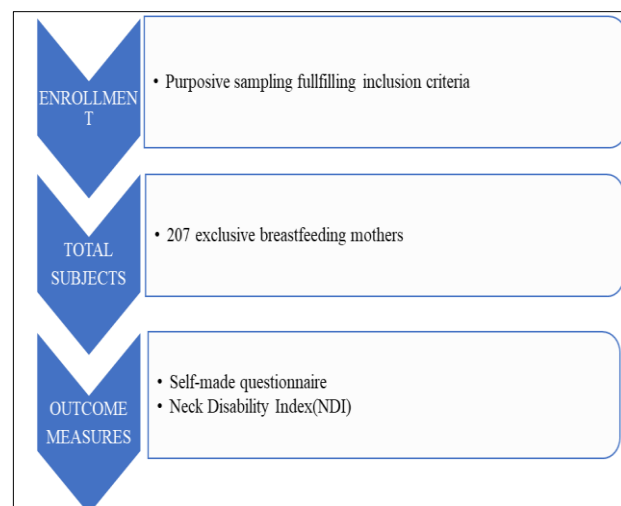 ENROLLMEN
T
• Purposive sampling fullfilling inclusion criteria
TOTAL
SUBJECTS
• 207 exclusive breastfeeding mothers
OUTCOME
MEASURES
• Self-made questionnaire
• Neck Disability Index(NDI)